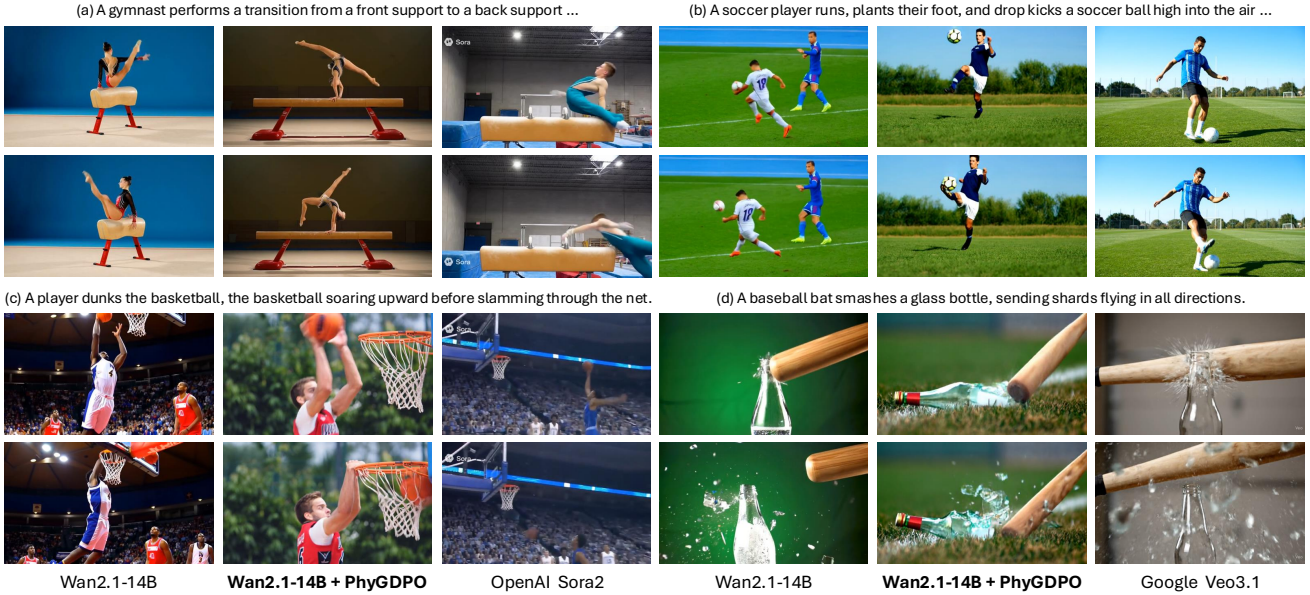 (a) A gymnast performs a transition from a front support to a back support ...
(b) A soccer player runs, plants their foot, and drop kicks a soccer ball high into the air ...
Sora
Sora
18
18
(c) A player dunks the basketball, the basketball soaring upward before slamming through the net.
(d) A baseball bat smashes a glass bottle, sending shards flying in all directions.
Sora
Sora
Wan2.1-14B
Wan2.1-14B + PhyGDPO
OpenAI Sora2
Wan2.1-14B
Wan2.1-14B + PhyGDPO
Google Veo3.1